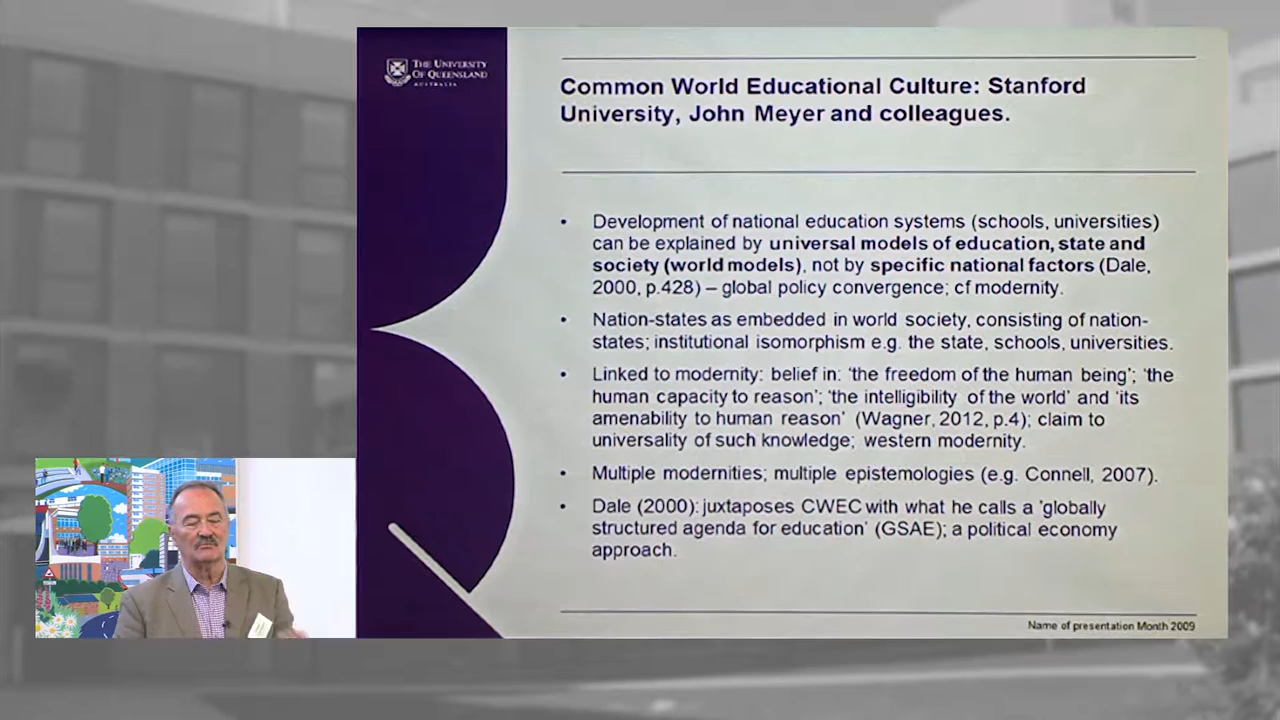 THE UNIVERSITY
OF QUEENSLAND
AUSTRALIA
Common World Educational Culture: Stanford
University, John Meyer and colleagues.
• Development of national education systems (schools, universities)
can be explained by universal models of education, state and
society (world models), not by specific national factors (Dale,
2000, p.428) – global policy convergence; cf modernity.
• Nation-states as embedded in world society, consisting of nation-
states; institutional isomorphism e.g. the state, schools, universities.
• Linked to modernity: belief in: ‘the freedom of the human being’; ‘the
human capacity to reason’; ‘the intelligibility of the world’ and ‘its
amenability to human reason’ (Wagner, 2012, p.4); claim to
universality of such knowledge; western modernity.
• Multiple modernities; multiple epistemologies (e.g. Connell, 2007).
• Dale (2000): juxtaposes CWEC with what he calls a ‘globally
structured agenda for education’ (GSAE); a political economy
approach.
Name of presentation Month 2009